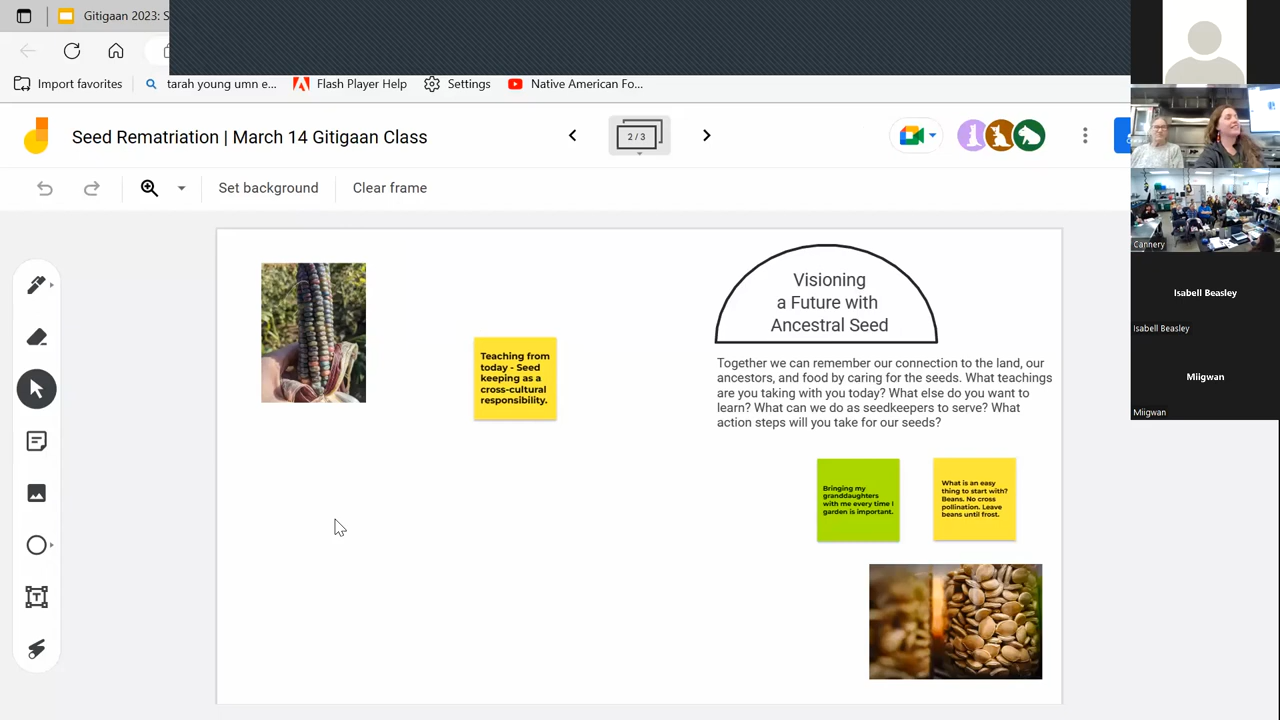 Gitigaan 2023: S
Import favorites
tarah young umn e...
Flash Player Help
Settings
Native American Fo...
Seed Rematriation | March 14 Gitigaan Class
2 / 3
Set background
Clear frame
Visioning
a Future with
Ancestral Seed
Together we can remember our connection to the land, our
ancestors, and food by caring for the seeds. What teachings
are you taking with you today? What else do you want to
learn? What can we do as seedkeepers to serve? What
action steps will you take for our seeds?
Teaching from
today - Seed
keeping as a
cross-cultural
responsibility.
Bringing my
granddaughters
with me every time I
garden is important.
What is an easy
thing to start with?
Beans. No cross
pollination. Leave
beans until frost.
Cannery
Isabell Beasley
Isabell Beasley
Miigwan
Miigwan